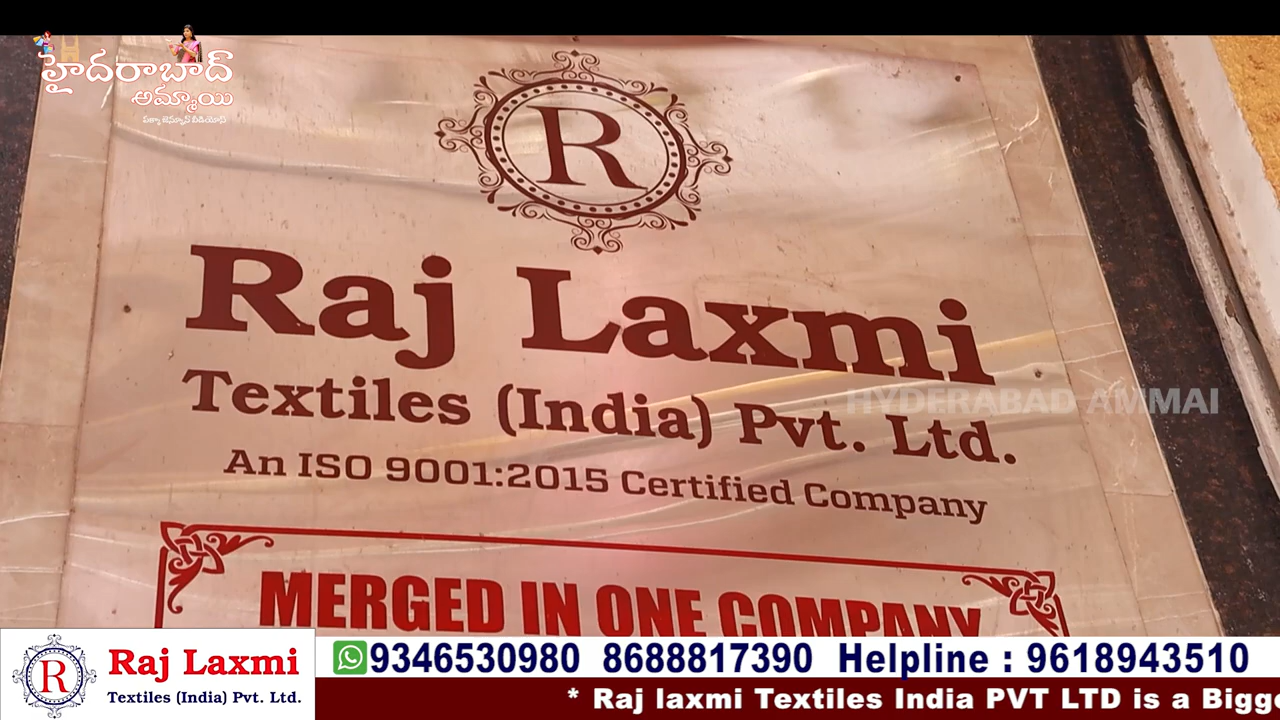 హైదరాబాద్
అమ్మాయి
R
Raj Laxmi
Textiles (India) Pvt. Ltd.
HYDERABAD AMMAI
An ISO 9001:2015 Certified Company
MERGED IN ONE COMPANY
R
Raj Laxmi
Textiles (India) Pvt. Ltd.
9346530980 8688817390 Helpline : 9618943510
* Raj laxmi Textiles India PVT LTD is a Bigge